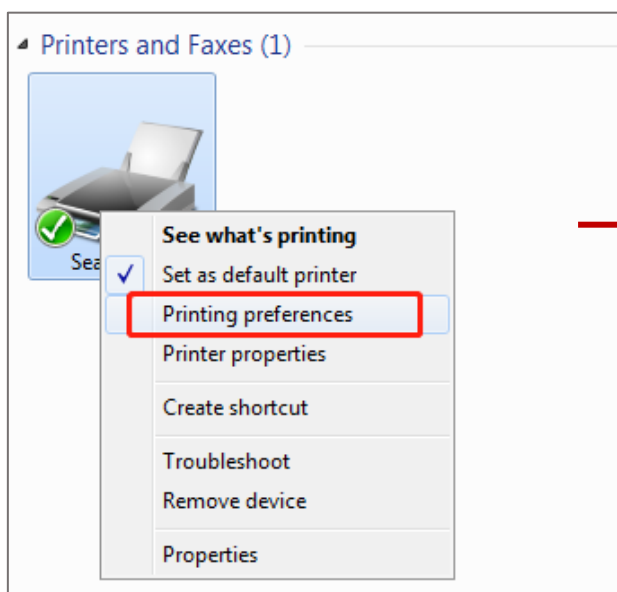 Printers and Faxes (1)
See what's printing
Sea
Set as default printer
Printing preferences
Printer properties
Create shortcut
Troubleshoot
Remove device
Properties